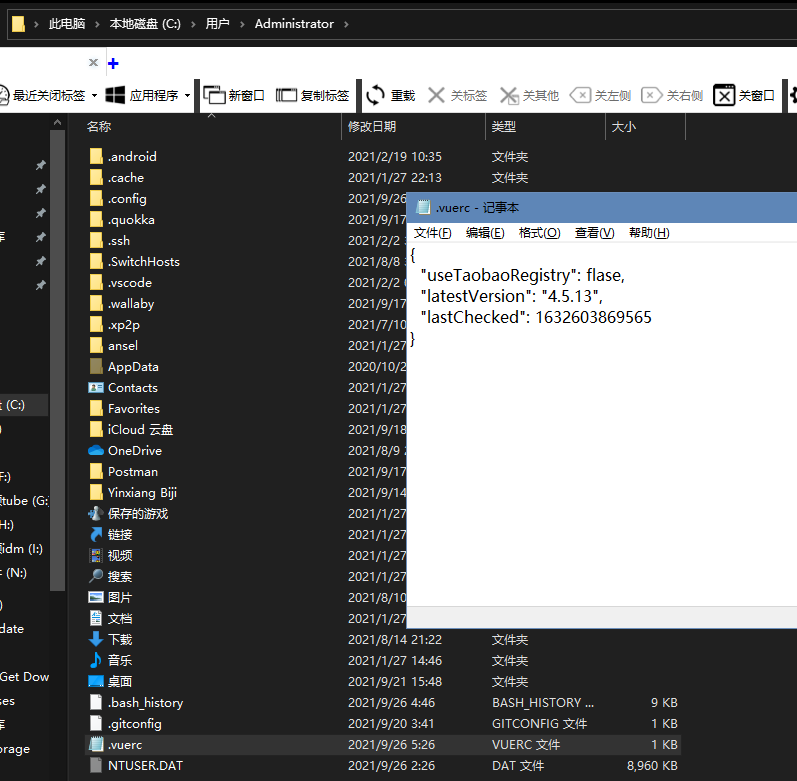 此电脑 本地磁盘 (C:) 用户 Administrator
最近关闭标签 应用程序 新窗口 复制标签 重载 关标签 关其他 关左侧 关右侧 关窗口
名称 修改日期 类型 大小
.android 2021/2/19 10:35 文件夹
.cache 2021/1/27 22:13 文件夹
.config 2021/9/26
.quokka 2021/9/17
.ssh 2021/2/2
.SwitchHosts 2021/8/8
.vscode 2021/2/2
.wallaby 2021/9/17
.xp2p 2021/7/10
ansel 2021/1/27
AppData 2020/10/2
Contacts 2021/1/27
Favorites 2021/1/27
iCloud 云盘 2021/9/18
OneDrive 2021/8/9
Postman 2021/9/17
Yinxiang Biji 2021/9/14
保存的游戏 2021/1/27
链接 2021/1/27
视频 2021/1/27
搜索 2021/1/27
图片 2021/8/10
文档 2021/1/27
下载 2021/8/14 21:22 文件夹
音乐 2021/1/27 14:46 文件夹
桌面 2021/9/21 15:48 文件夹
.bash_history 2021/9/26 4:46 BASH_HISTORY ... 9 KB
.gitconfig 2021/9/20 3:41 GITCONFIG 文件 1 KB
.vuerc 2021/9/26 5:26 VUERC 文件 1 KB
NTUSER.DAT 2021/9/26 2:26 DAT 文件 8,960 KB
.vuerc - 记事本
文件(F) 编辑(E) 格式(O) 查看(V) 帮助(H)
{
"useTaobaoRegistry": flase,
"latestVersion": "4.5.13",
"lastChecked": 1632603869565
}
库
(C:)
F:)
tube (G:
H:)
idm (I:)
(N:)
date
Get Dow
ses
库
orage